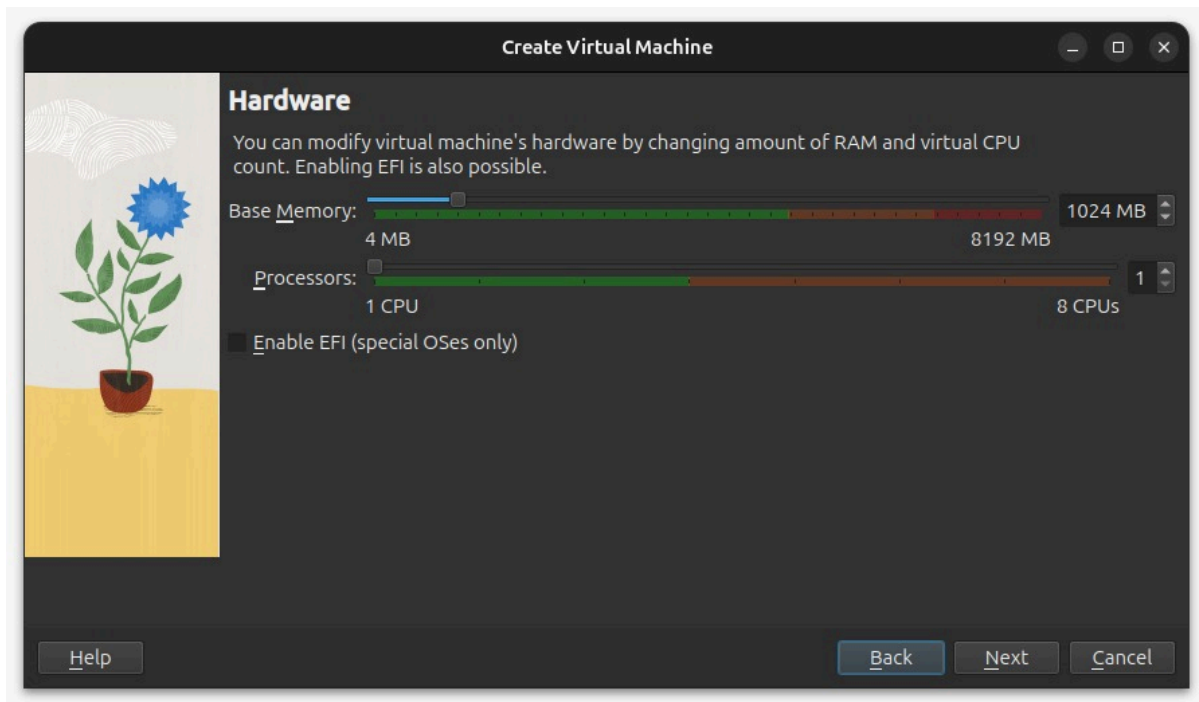 Create Virtual Machine
Hardware
You can modify virtual machine's hardware by changing amount of RAM and virtual CPU
count. Enabling EFI is also possible.
Base Memory: 1024 MB
4 MB 8192 MB
Processors: 1
1 CPU 8 CPUs
Enable EFI (special OSes only)
Help Back Next Cancel